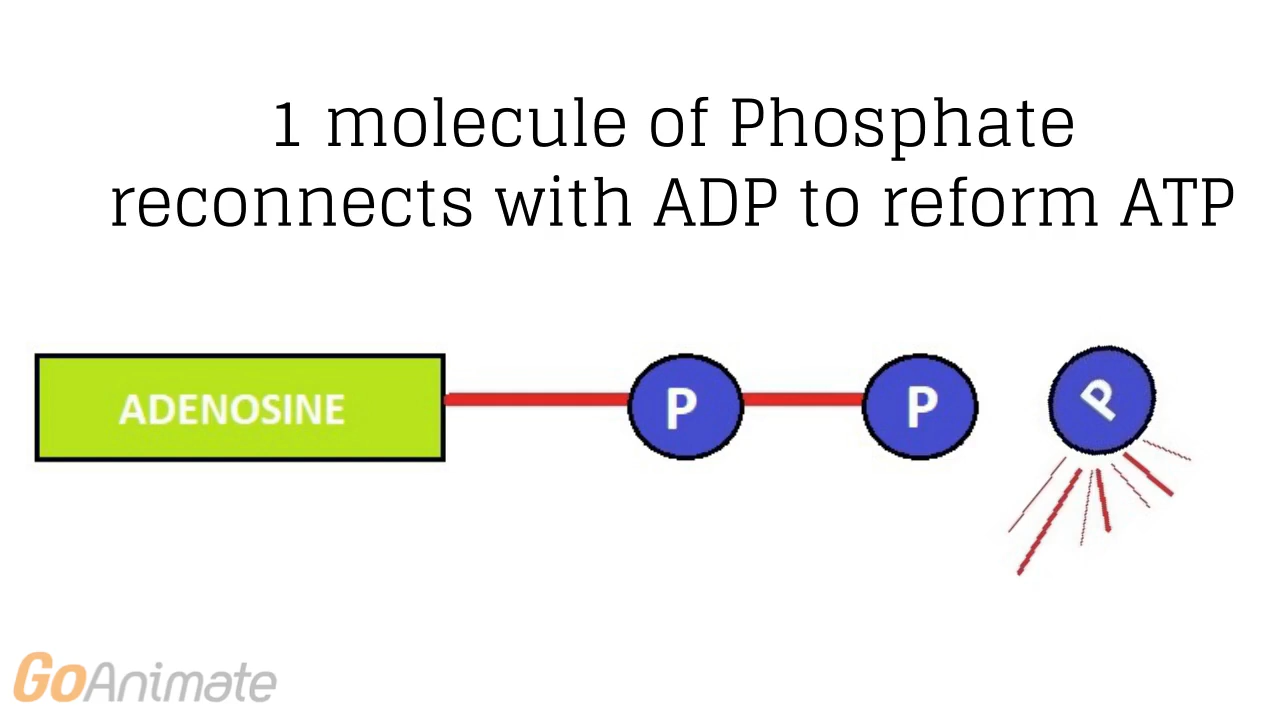 1 molecule of Phosphate
reconnects with ADP to reform ATP
ADENOSINE P P P
GoAnimate